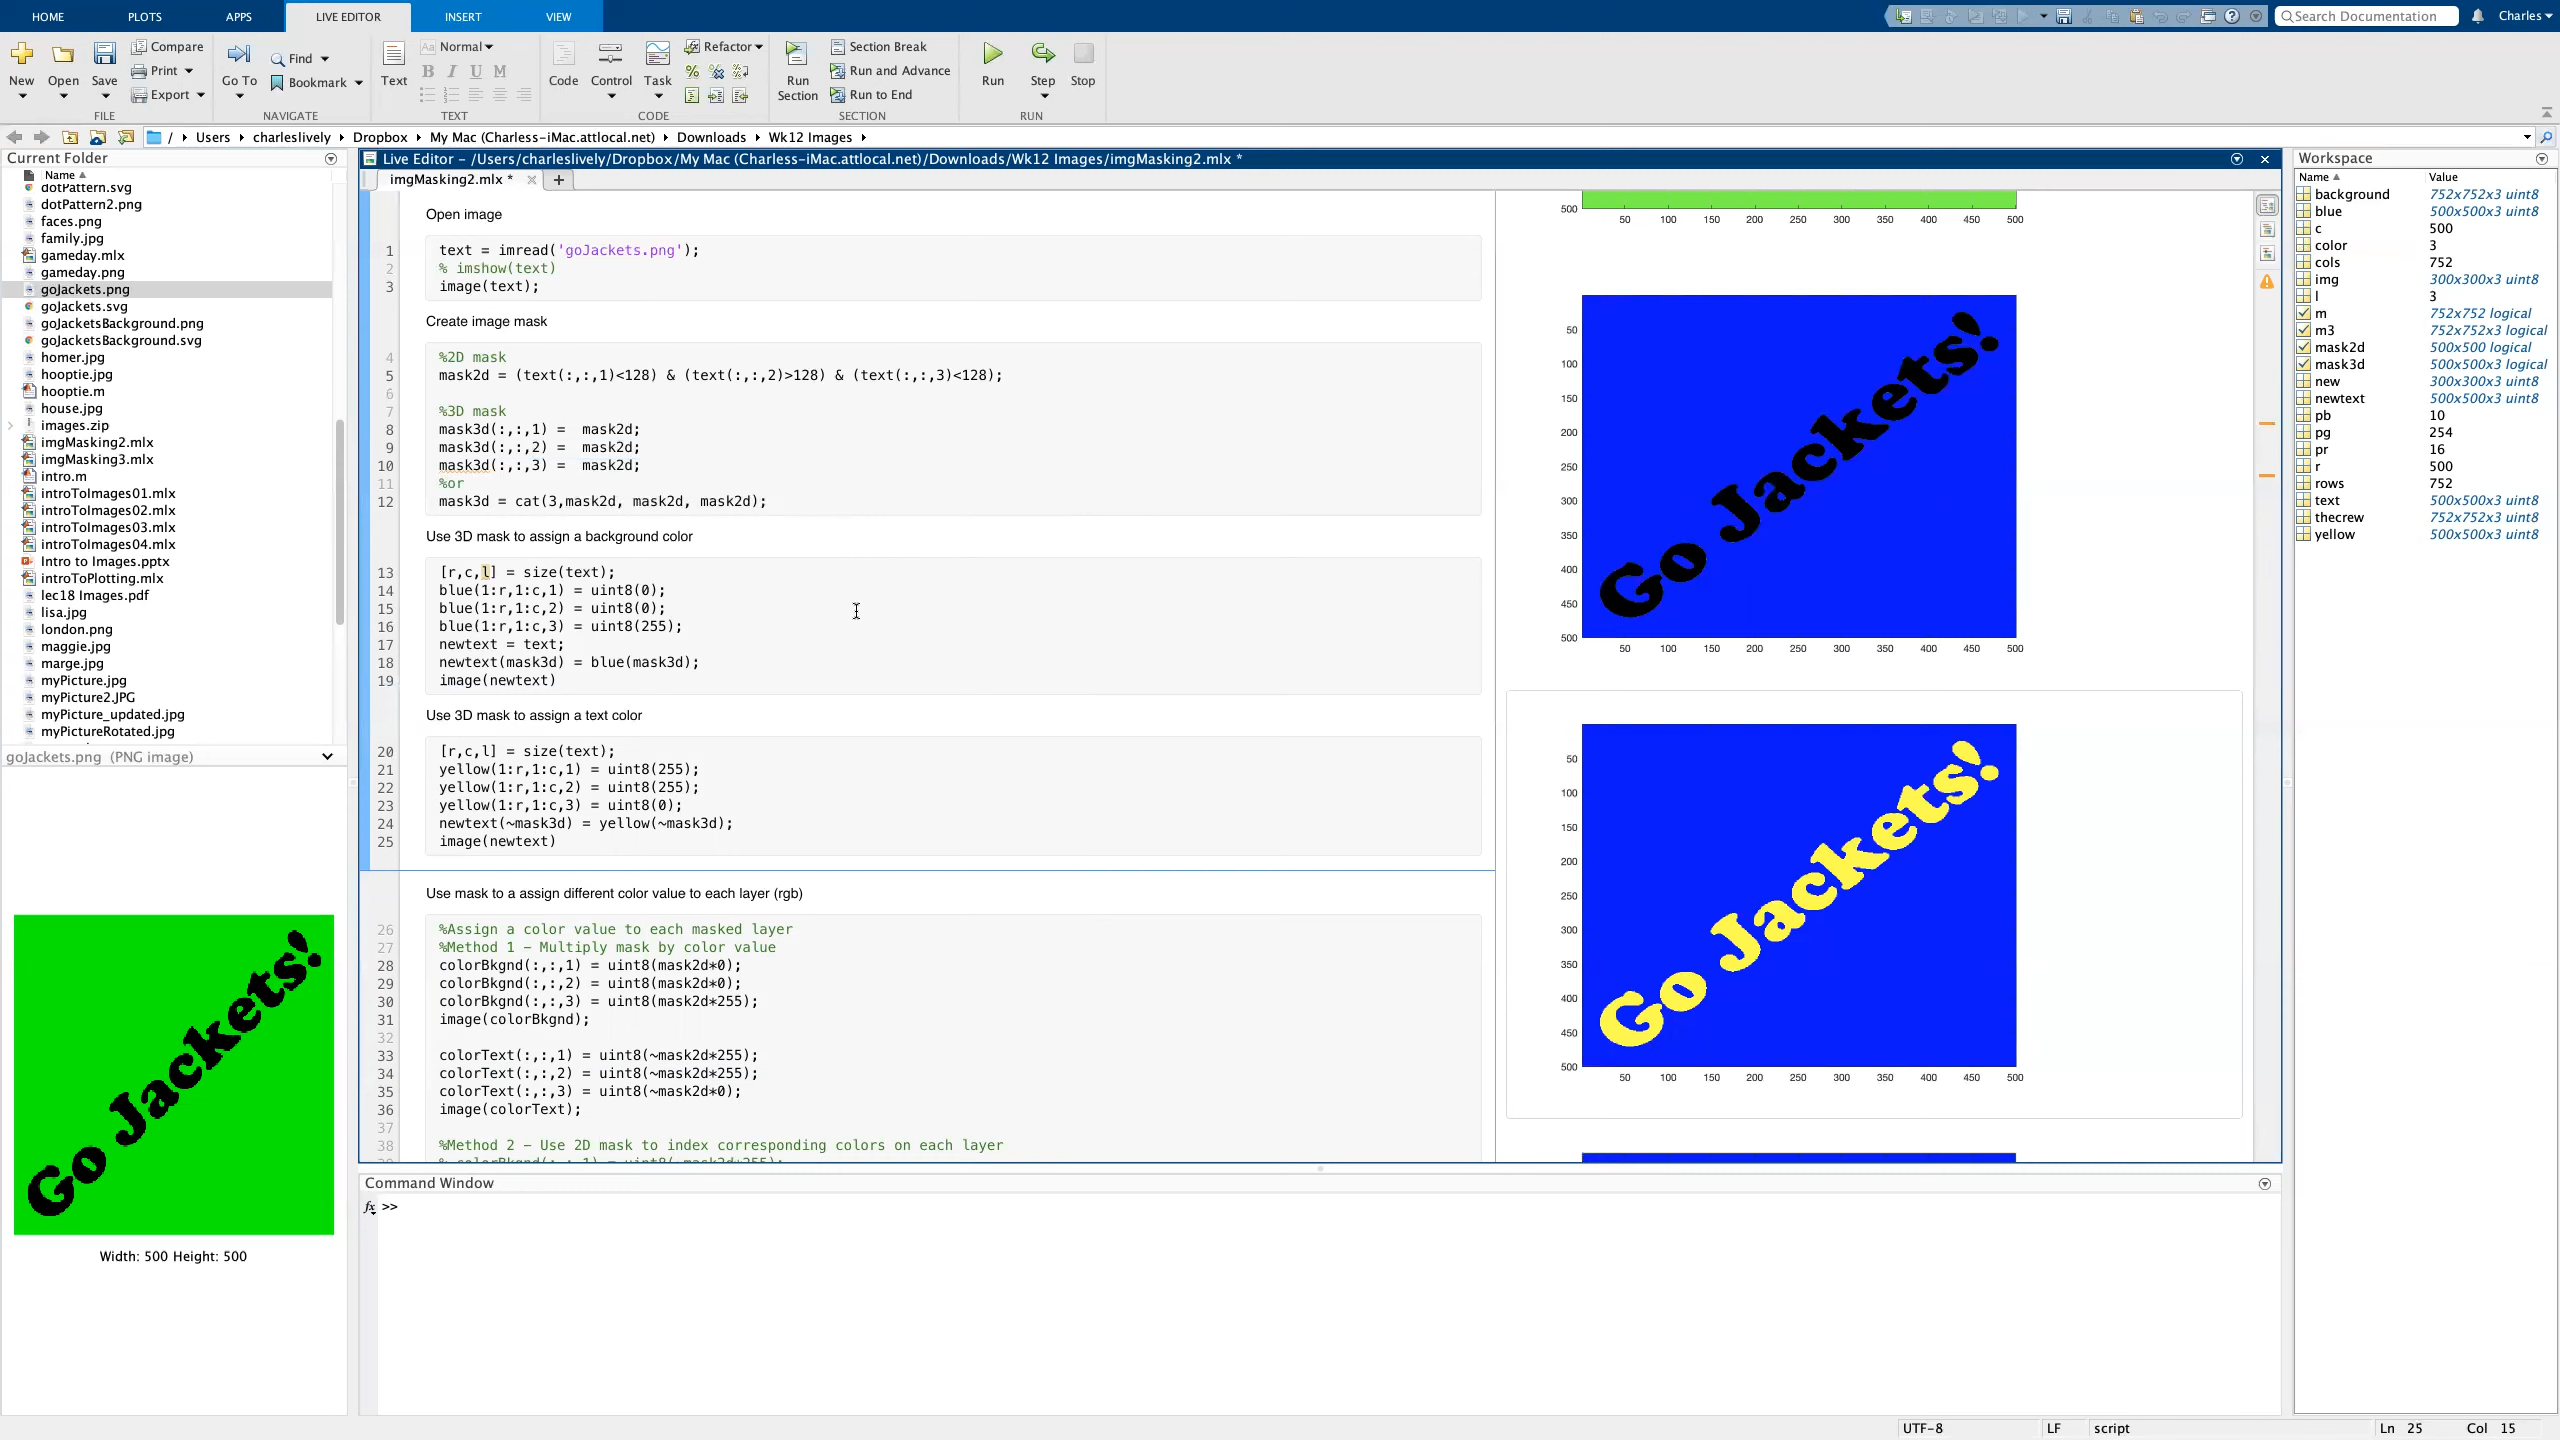 HOME PLOTS APPS LIVE EDITOR INSERT VIEW
Search Documentation
Charles
New
Open
Save
Compare
Print
Export
FILE
Go To
Find
Bookmark
NAVIGATE
Text
Normal
B I U M
TEXT
Code
Control
Task
Refactor
CODE
Run Section
Section Break
Run and Advance
Run to End
SECTION
Run
Step
Stop
RUN
/ Users charleslively Dropbox My Mac (Charless-iMac.attlocal.net) Downloads Wk12 Images
Current Folder
Name
dotPattern.svg
dotPattern2.png
faces.png
family.jpg
gameday.mlx
gameday.png
goJackets.png
goJackets.svg
goJacketsBackground.png
goJacketsBackground.svg
homer.jpg
hooptie.jpg
hooptie.m
house.jpg
images.zip
imgMasking2.mlx
imgMasking3.mlx
intro.m
introToImages01.mlx
introToImages02.mlx
introToImages03.mlx
introToImages04.mlx
Intro to Images.pptx
introToPlotting.mlx
lec18 Images.pdf
lisa.jpg
london.png
maggie.jpg
marge.jpg
myPicture.jpg
myPicture2.JPG
myPicture_updated.jpg
myPictureRotated.jpg
goJackets.png (PNG image)
Go Jackets!
Width: 500 Height: 500
Live Editor - /Users/charleslively/Dropbox/My Mac (Charless-iMac.attlocal.net)/Downloads/Wk12 Images/imgMasking2.mlx *
imgMasking2.mlx *
Open image
1 text = imread('goJackets.png');
2 % imshow(text)
3 image(text);
Create image mask
4 %2D mask
5 mask2d = (text(:,:,1)<128) & (text(:,:,2)>128) & (text(:,:,3)<128);
6
7 %3D mask
8 mask3d(:,:,1) =  mask2d;
9 mask3d(:,:,2) =  mask2d;
10 mask3d(:,:,3) =  mask2d;
11 %or
12 mask3d = cat(3,mask2d, mask2d, mask2d);
Use 3D mask to assign a background color
13 [r,c,l] = size(text);
14 blue(1:r,1:c,1) = uint8(0);
15 blue(1:r,1:c,2) = uint8(0);
16 blue(1:r,1:c,3) = uint8(255);
17 newtext = text;
18 newtext(mask3d) = blue(mask3d);
19 image(newtext)
Use 3D mask to assign a text color
20 [r,c,l] = size(text);
21 yellow(1:r,1:c,1) = uint8(255);
22 yellow(1:r,1:c,2) = uint8(255);
23 yellow(1:r,1:c,3) = uint8(0);
24 newtext(~mask3d) = yellow(~mask3d);
25 image(newtext)
Use mask to a assign different color value to each layer (rgb)
26 %Assign a color value to each masked layer
27 %Method 1 - Multiply mask by color value
28 colorBkgnd(:,:,1) = uint8(mask2d*0);
29 colorBkgnd(:,:,2) = uint8(mask2d*0);
30 colorBkgnd(:,:,3) = uint8(mask2d*255);
31 image(colorBkgnd);
32
33 colorText(:,:,1) = uint8(~mask2d*255);
34 colorText(:,:,2) = uint8(~mask2d*255);
35 colorText(:,:,3) = uint8(~mask2d*0);
36 image(colorText);
37
38 %Method 2 - Use 2D mask to index corresponding colors on each layer
500
50 100 150 200 250 300 350 400 450 500
50
100
150
200
250
300
350
400
450
500
Go Jackets!
50 100 150 200 250 300 350 400 450 500
50
100
150
200
250
300
350
400
450
500
Go Jackets!
50 100 150 200 250 300 350 400 450 500
Command Window
fx >>
Workspace
Name Value
background 752x752x3 uint8
blue 500x500x3 uint8
c 500
color 3
cols 752
img 300x300x3 uint8
l 3
m 752x752 logical
m3 752x752x3 logical
mask2d 500x500 logical
mask3d 500x500x3 logical
new 300x300x3 uint8
newtext 500x500x3 uint8
pb 10
pg 254
pr 16
r 500
rows 752
text 500x500x3 uint8
thecrew 752x752x3 uint8
yellow 500x500x3 uint8
UTF-8 LF script Ln 25 Col 15